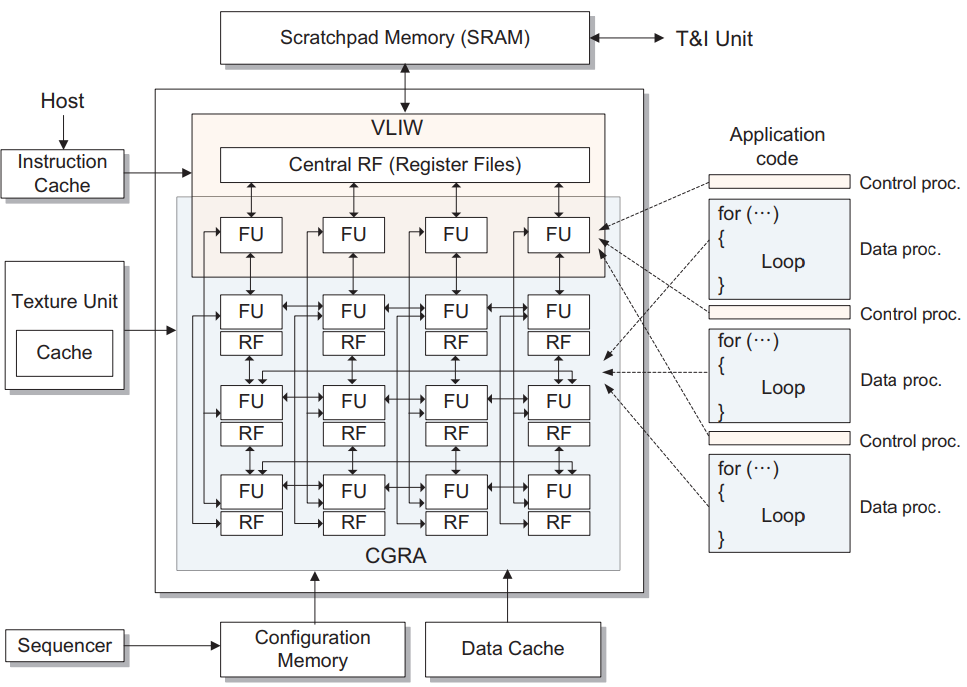 Scratchpad Memory (SRAM)
T&I Unit
Host
Instruction
Cache
VLIW
Central RF (Register Files)
FU FU FU FU
Texture Unit
Cache
FU FU FU FU
RF RF RF RF
FU FU FU FU
RF RF RF RF
FU FU FU FU
RF RF RF RF
CGRA
Sequencer
Configuration
Memory
Data Cache
Application
code
Control proc.
for (⋯)
{
Loop
}
Data proc.
Control proc.
for (⋯)
{
Loop
}
Data proc.
Control proc.
for (⋯)
{
Loop
}
Data proc.